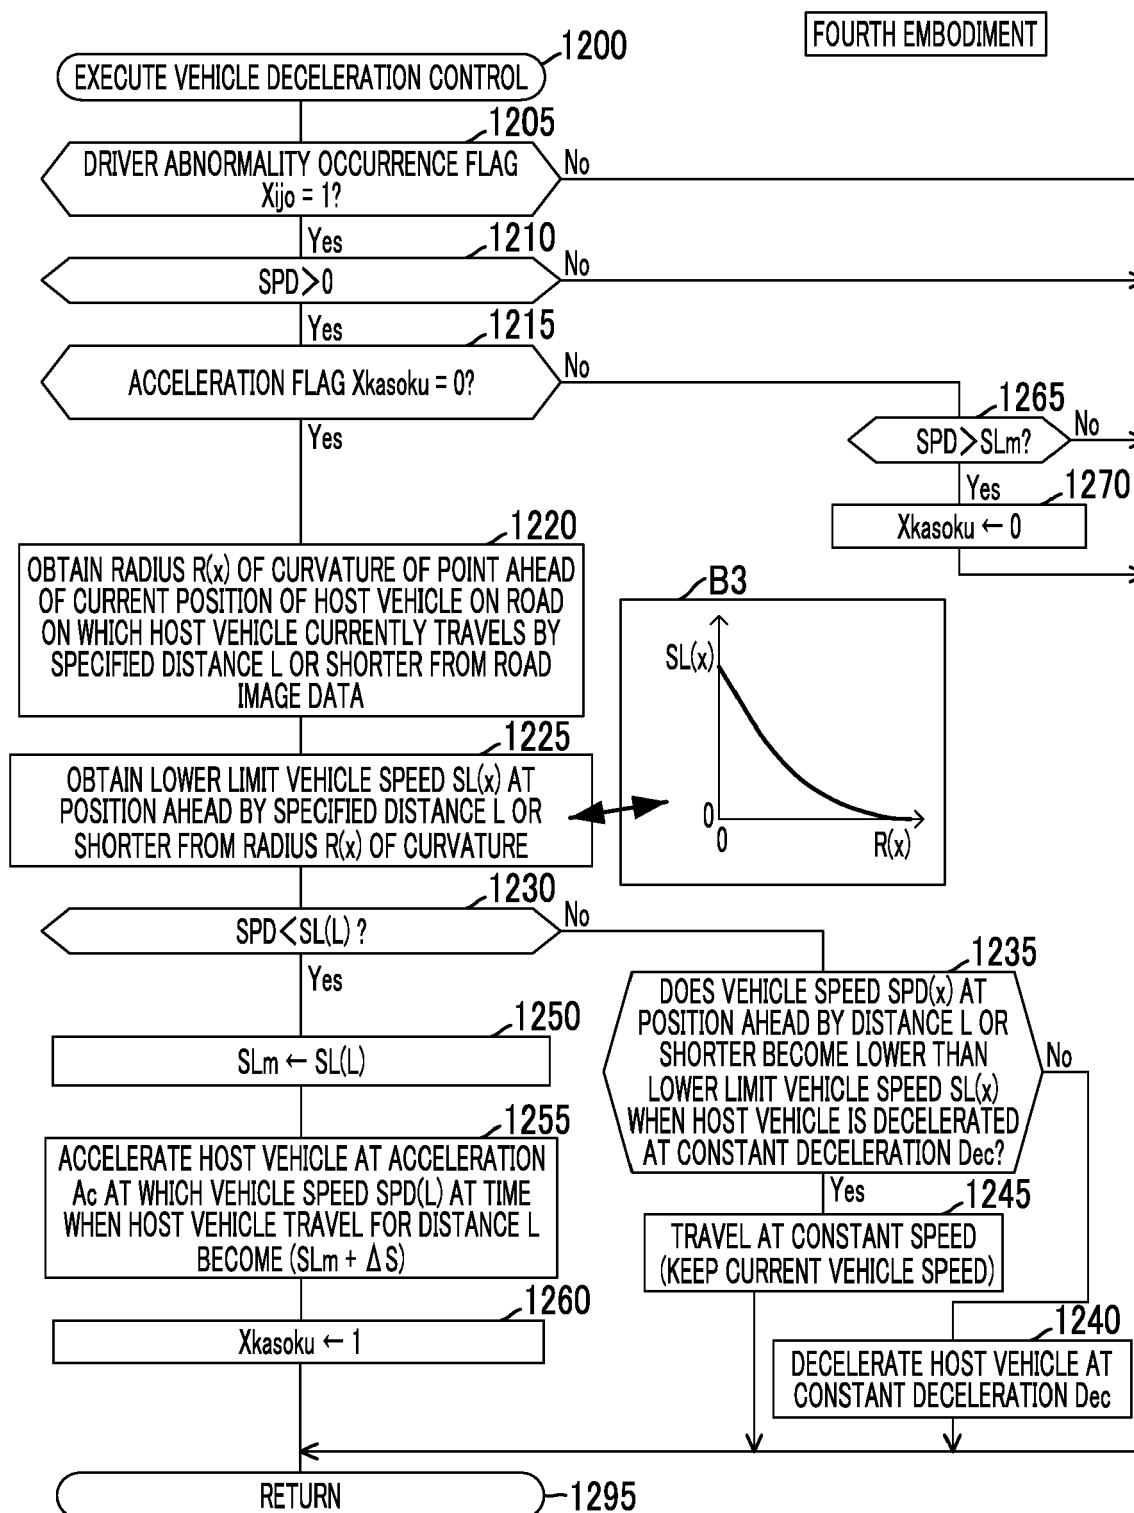 FOURTH EMBODIMENT
1200
EXECUTE VEHICLE DECELERATION CONTROL
1205
DRIVER ABNORMALITY OCCURRENCE FLAG
Xijo = 1?
No
Yes
1210
SPD>0
No
Yes
1215
ACCELERATION FLAG Xkasoku = 0?
No
Yes
1265
SPD>SLm?
No
Yes
1270
Xkasoku ← 0
1220
OBTAIN RADIUS R(x) OF CURVATURE OF POINT AHEAD
OF CURRENT POSITION OF HOST VEHICLE ON ROAD
ON WHICH HOST VEHICLE CURRENTLY TRAVELS BY
SPECIFIED DISTANCE L OR SHORTER FROM ROAD
IMAGE DATA
B3
SL(x)
0
0
R(x)
1225
OBTAIN LOWER LIMIT VEHICLE SPEED SL(x) AT
POSITION AHEAD BY SPECIFIED DISTANCE L OR
SHORTER FROM RADIUS R(x) OF CURVATURE
1230
SPD<SL(L) ?
No
Yes
1235
DOES VEHICLE SPEED SPD(x) AT
POSITION AHEAD BY DISTANCE L OR
SHORTER BECOME LOWER THAN
LOWER LIMIT VEHICLE SPEED SL(x)
WHEN HOST VEHICLE IS DECELERATED
AT CONSTANT DECELERATION Dec?
No
Yes
1250
SLm ← SL(L)
1255
ACCELERATE HOST VEHICLE AT ACCELERATION
Ac AT WHICH VEHICLE SPEED SPD(L) AT TIME
WHEN HOST VEHICLE TRAVEL FOR DISTANCE L
BECOME (SLm + ΔS)
1245
TRAVEL AT CONSTANT SPEED
(KEEP CURRENT VEHICLE SPEED)
1260
Xkasoku ← 1
1240
DECELERATE HOST VEHICLE AT
CONSTANT DECELERATION Dec
RETURN
1295